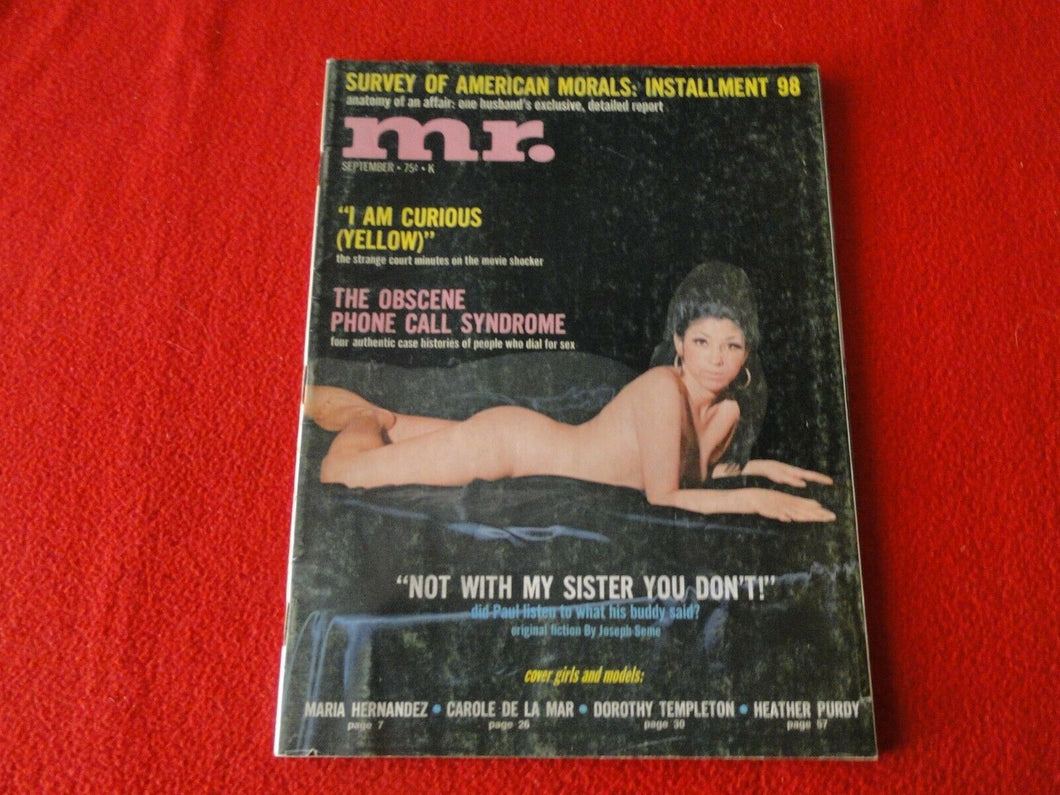 SURVEY OF AMERICAN MORALS: INSTALLMENT 98
anatomy of an affair: one husband's exclusive, detailed report
mr.
SEPTEMBER • 75¢ • K
"I AM CURIOUS
(YELLOW)"
the strange court minutes on the movie shocker
THE OBSCENE
PHONE CALL SYNDROME
four authentic case histories of people who dial for sex
"NOT WITH MY SISTER YOU DON'T!"
did Paul listen to what his buddy said?
original fiction By Joseph Seme
cover girls and models:
MARIA HERNANDEZ • CAROLE DE LA MAR • DOROTHY TEMPLETON • HEATHER PURDY
page 7 page 26 page 30 page 57